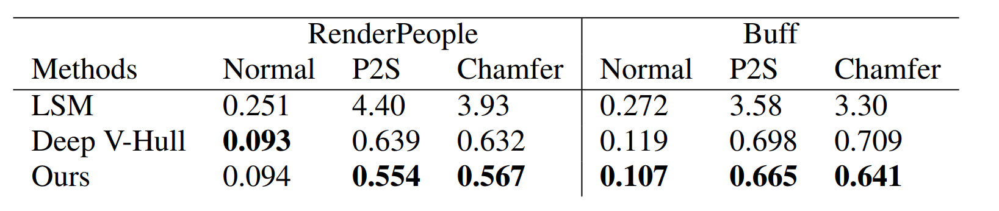 RenderPeople Buff
Methods Normal P2S Chamfer Normal P2S Chamfer
LSM 0.251 4.40 3.93 0.272 3.58 3.30
Deep V-Hull 0.093 0.639 0.632 0.119 0.698 0.709
Ours 0.094 0.554 0.567 0.107 0.665 0.641